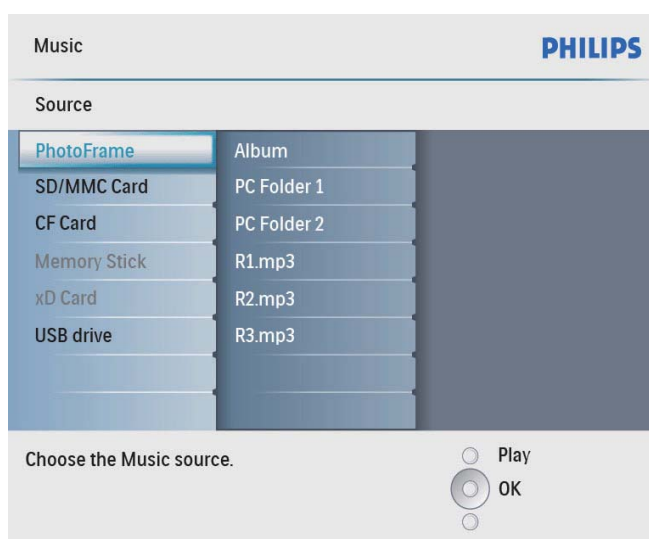 Music
PHILIPS
Source
PhotoFrame
SD/MMC Card
CF Card
Memory Stick
xD Card
USB drive
Album
PC Folder 1
PC Folder 2
R1.mp3
R2.mp3
R3.mp3
Choose the Music source.
Play
OK